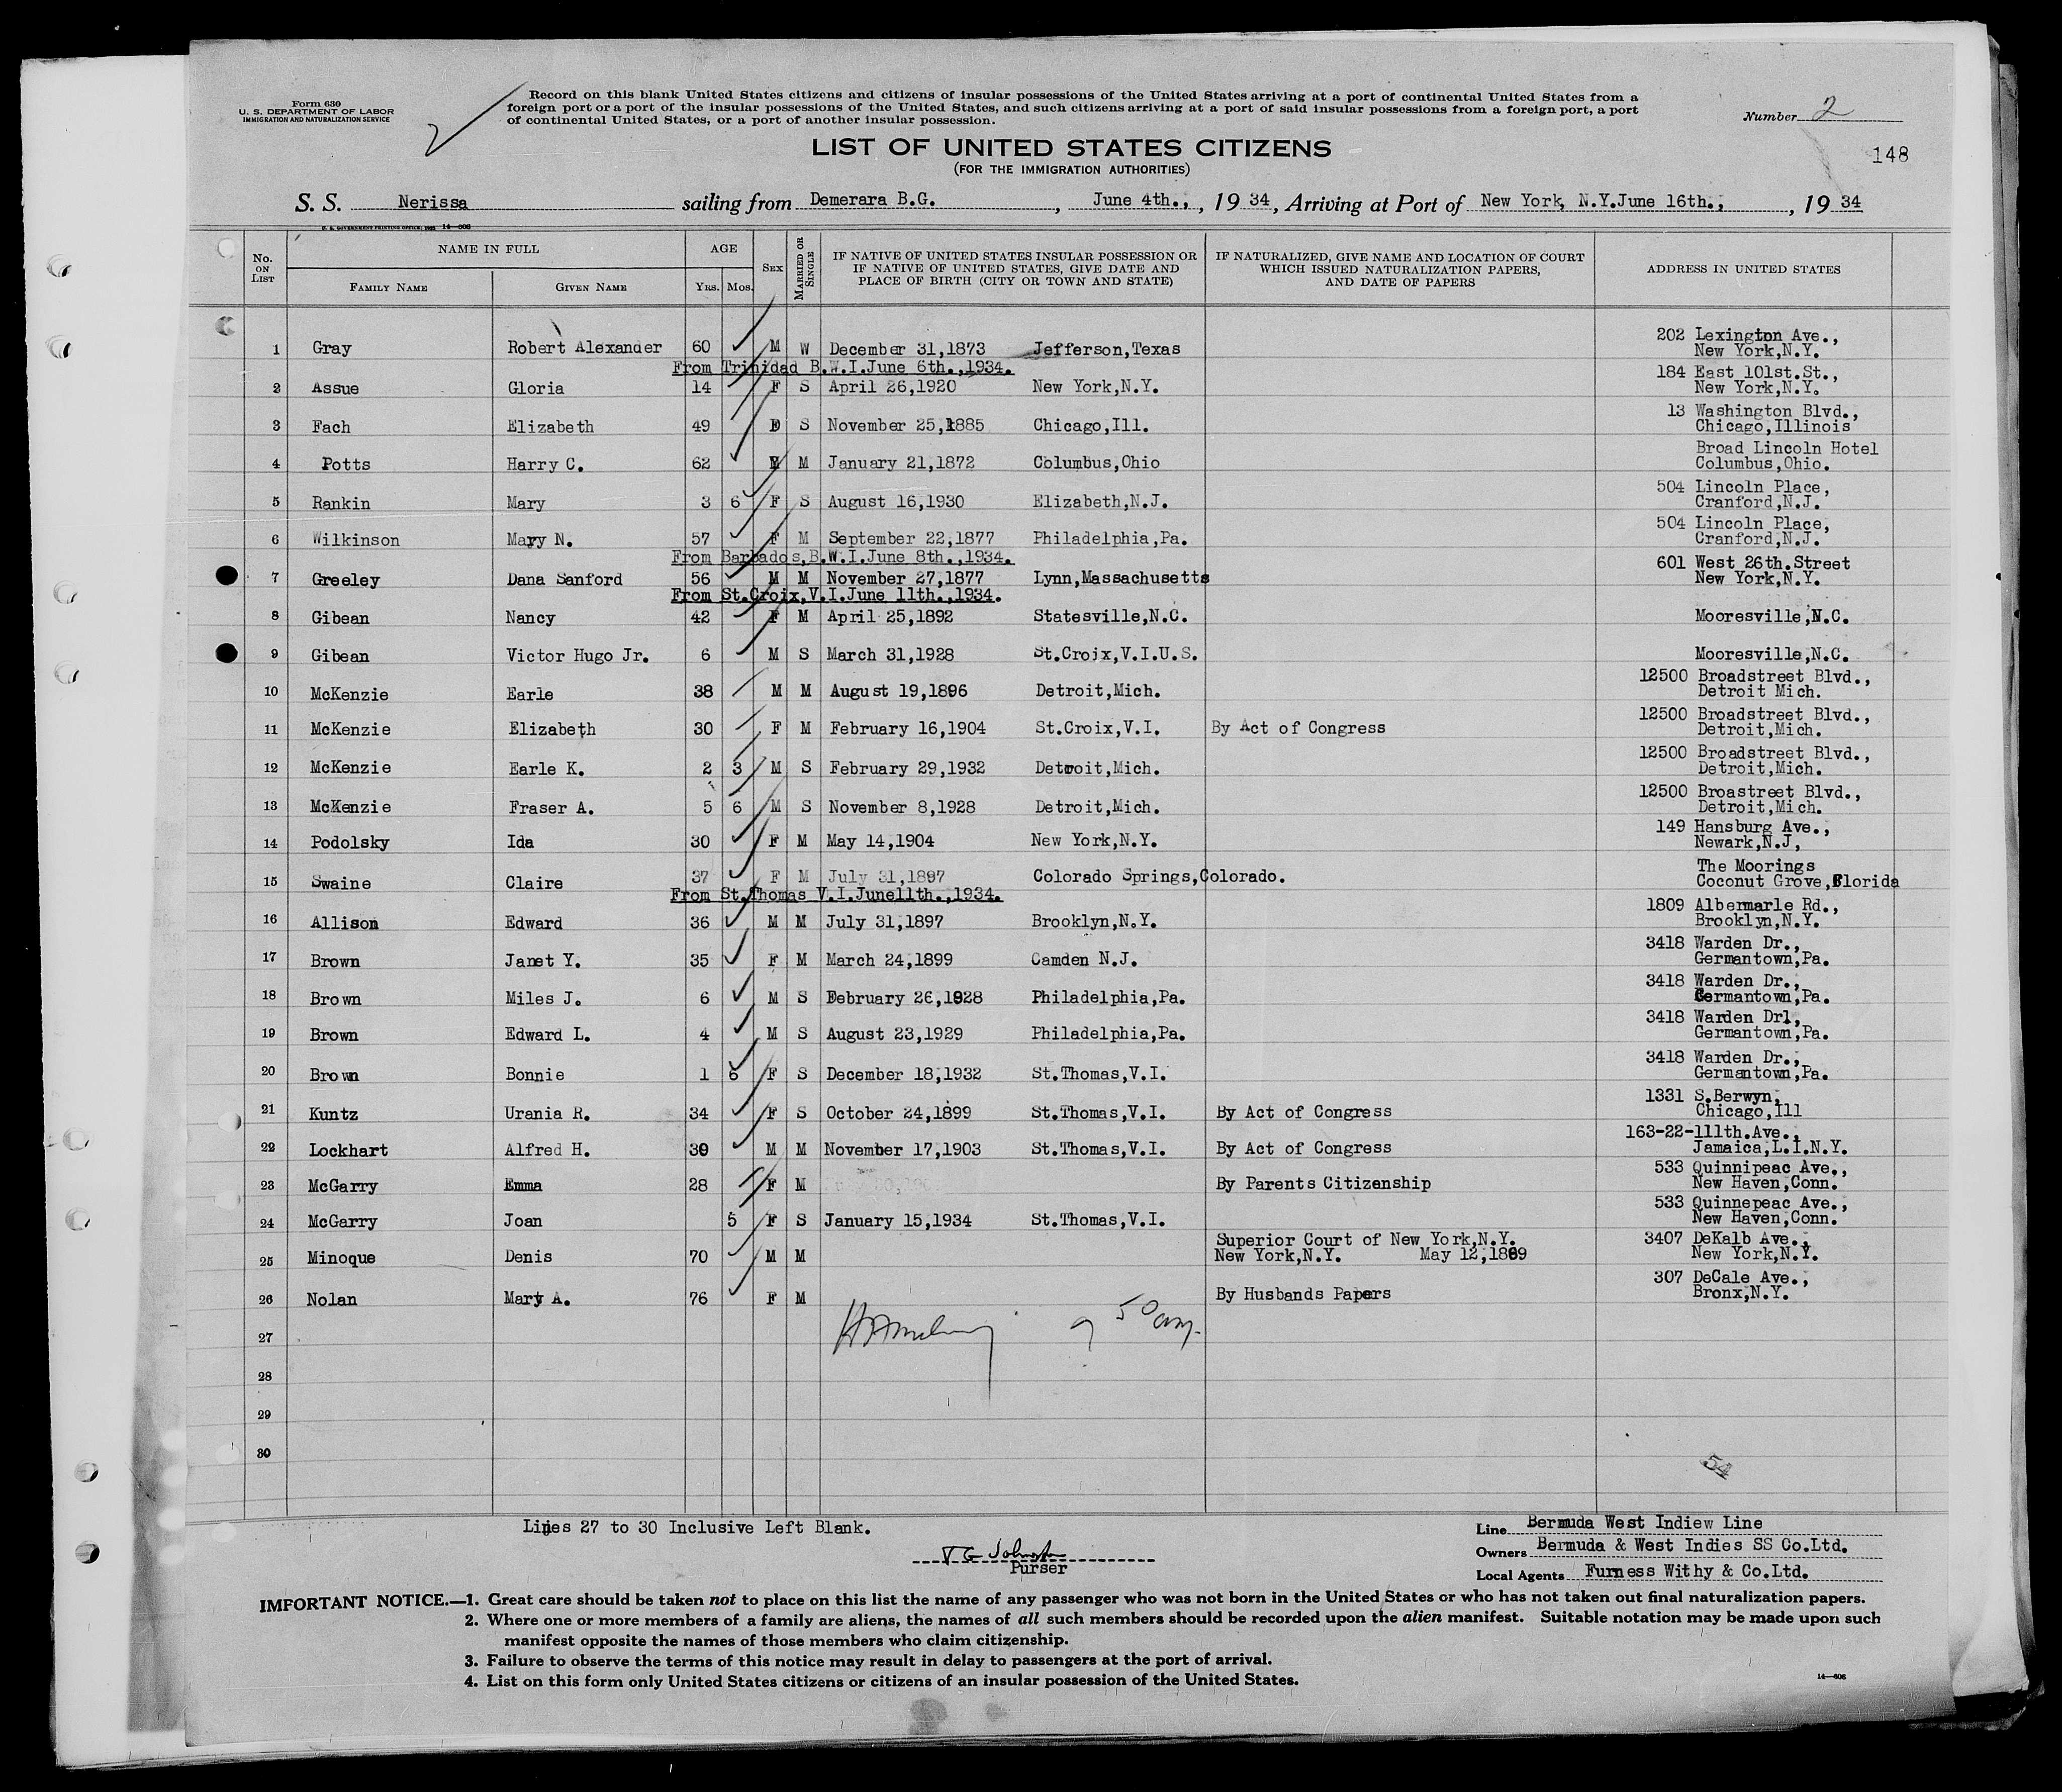 Form 630
U. S. DEPARTMENT OF LABOR
IMMIGRATION AND NATURALIZATION SERVICE
Record on this blank United States citizens and citizens of insular possessions of the United States arriving at a port of continental United States from a
foreign port or a port of the insular possessions of the United States, and such citizens arriving at a port of said insular possessions from a foreign port, a port
of continental United States, or a port of another insular possession.
Number 2
148
LIST OF UNITED STATES CITIZENS
(FOR THE IMMIGRATION AUTHORITIES)
S. S. Nerissa sailing from Demerara B.G. , June 4th., , 19 34, Arriving at Port of New York, N.Y.June 16th., , 19 34
No. ON LIST NAME IN FULL AGE SEX MARRIED OR SINGLE IF NATIVE OF UNITED STATES INSULAR POSSESSION OR IF NATIVE OF UNITED STATES, GIVE DATE AND PLACE OF BIRTH (CITY OR TOWN AND STATE) IF NATURALIZED, GIVE NAME AND LOCATION OF COURT WHICH ISSUED NATURALIZATION PAPERS, AND DATE OF PAPERS ADDRESS IN UNITED STATES
FAMILY NAME GIVEN NAME YRS. MOS.
1 Gray Robert Alexander 60 M W December 31,1873 Jefferson,Texas 202 Lexington Ave., New York,N.Y.
From Trinidad B.W.I.June 6th.,1934.
2 Assue Gloria 14 F S April 26,1920 New York,N.Y. 184 East 101st.St., New York,N.Y.
3 Fach Elizabeth 49 S November 25,1885 Chicago,Ill. 13 Washington Blvd., Chicago,Illinois
4 Potts Harry C. 62 M M January 21,1872 Columbus,Ohio Broad Lincoln Hotel Columbus,Ohio.
5 Rankin Mary 3 6 F S August 16,1930 Elizabeth,N.J. 504 Lincoln Place, Cranford,N.J.
6 Wilkinson Mary N. 57 F M September 22,1877 Philadelphia,Pa. 504 Lincoln Place, Cranford,N.J.
From Barbados,B.W.I.June 8th.,1934.
7 Greeley Dana Sanford 56 M M November 27,1877 Lynn,Massachusetts 601 West 26th.Street New York,N.Y.
From St.Croix,V.I.June 11th.,1934.
8 Gibean Nancy 42 F M April 25,1892 Statesville,N.C. Mooresville,N.C.
9 Gibean Victor Hugo Jr. 6 M S March 31,1928 St.Croix,V.I.U.S. Mooresville,N.C.
10 McKenzie Earle 38 M M August 19,1896 Detroit,Mich. 12500 Broadstreet Blvd., Detroit Mich.
11 McKenzie Elizabeth 30 F M February 16,1904 St.Croix,V.I. By Act of Congress 12500 Broadstreet Blvd., Detroit,Mich.
12 McKenzie Earle K. 2 3 M S February 29,1932 Detroit,Mich. 12500 Broadstreet Blvd., Detroit,Mich.
13 McKenzie Fraser A. 5 6 M S November 8,1928 Detroit,Mich. 12500 Broastreet Blvd., Detroit,Mich.
14 Podolsky Ida 30 F M May 14,1904 New York,N.Y. 149 Hansburg Ave., Newark,N.J,
15 Swaine Claire 37 F M July 31,1897 Colorado Springs,Colorado. The Moorings Coconut Grove,Florida
From St.Thomas V.I.June11th.,1934.
16 Allison Edward 36 M M July 31,1897 Brooklyn,N.Y. 1809 Albermarle Rd., Brooklyn,N.Y.
17 Brown Janet Y. 35 F M March 24,1899 Camden N.J. 3418 Warden Dr., Germantown,Pa.
18 Brown Miles J. 6 M S February 26,1928 Philadelphia,Pa. 3418 Warden Dr., Germantown,Pa.
19 Brown Edward L. 4 M S August 23,1929 Philadelphia,Pa. 3418 Warden Drl, Germantown,Pa.
20 Brown Bonnie 1 6 F S December 18,1932 St.Thomas,V.I. 3418 Warden Dr., Germantown,Pa.
21 Kuntz Urania R. 34 F S October 24,1899 St.Thomas,V.I. By Act of Congress 1331 S.Berwyn, Chicago,Ill
22 Lockhart Alfred H. 30 M M November 17,1903 St.Thomas,V.I. By Act of Congress 163-22-111th.Ave., Jamaica,L.I.N.Y.
23 McGarry Emma 28 F M By Parents Citizenship 533 Quinnipeac Ave., New Haven,Conn.
24 McGarry Joan 5 F S January 15,1934 St.Thomas,V.I. 533 Quinnepeac Ave., New Haven,Conn.
25 Minoque Denis 70 M M Superior Court of New York,N.Y. New York,N.Y. May 12,1889 3407 DeKalb Ave., New York,N.Y.
26 Nolan Mary A. 76 F M By Husbands Papers 307 DeCale Ave., Bronx,N.Y.
27
28
29
30
54
Lines 27 to 30 Inclusive Left Blank.
T G Johnston
Purser
Line Bermuda West Indiew Line
Owners Bermuda & West Indies SS Co.Ltd.
Local Agents Furness Withy & Co.Ltd.
IMPORTANT NOTICE.—1. Great care should be taken not to place on this list the name of any passenger who was not born in the United States or who has not taken out final naturalization papers.
2. Where one or more members of a family are aliens, the names of all such members should be recorded upon the alien manifest. Suitable notation may be made upon such
manifest opposite the names of those members who claim citizenship.
3. Failure to observe the terms of this notice may result in delay to passengers at the port of arrival.
4. List on this form only United States citizens or citizens of an insular possession of the United States.
14—608